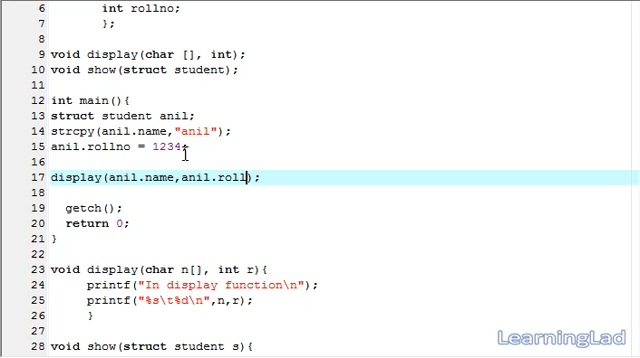 6 int rollno;
7 };
8
9 void display(char [], int);
10 void show(struct student);
11
12 int main(){
13 struct student anil;
14 strcpy(anil.name,"anil");
15 anil.rollno = 1234;
16
17 display(anil.name,anil.roll);
18
19 getch();
20 return 0;
21 }
22
23 void display(char n[], int r){
24 printf("In display function\n");
25 printf("%s\t%d\n",n,r);
26 }
27
28 void show(struct student s){
LearningLad